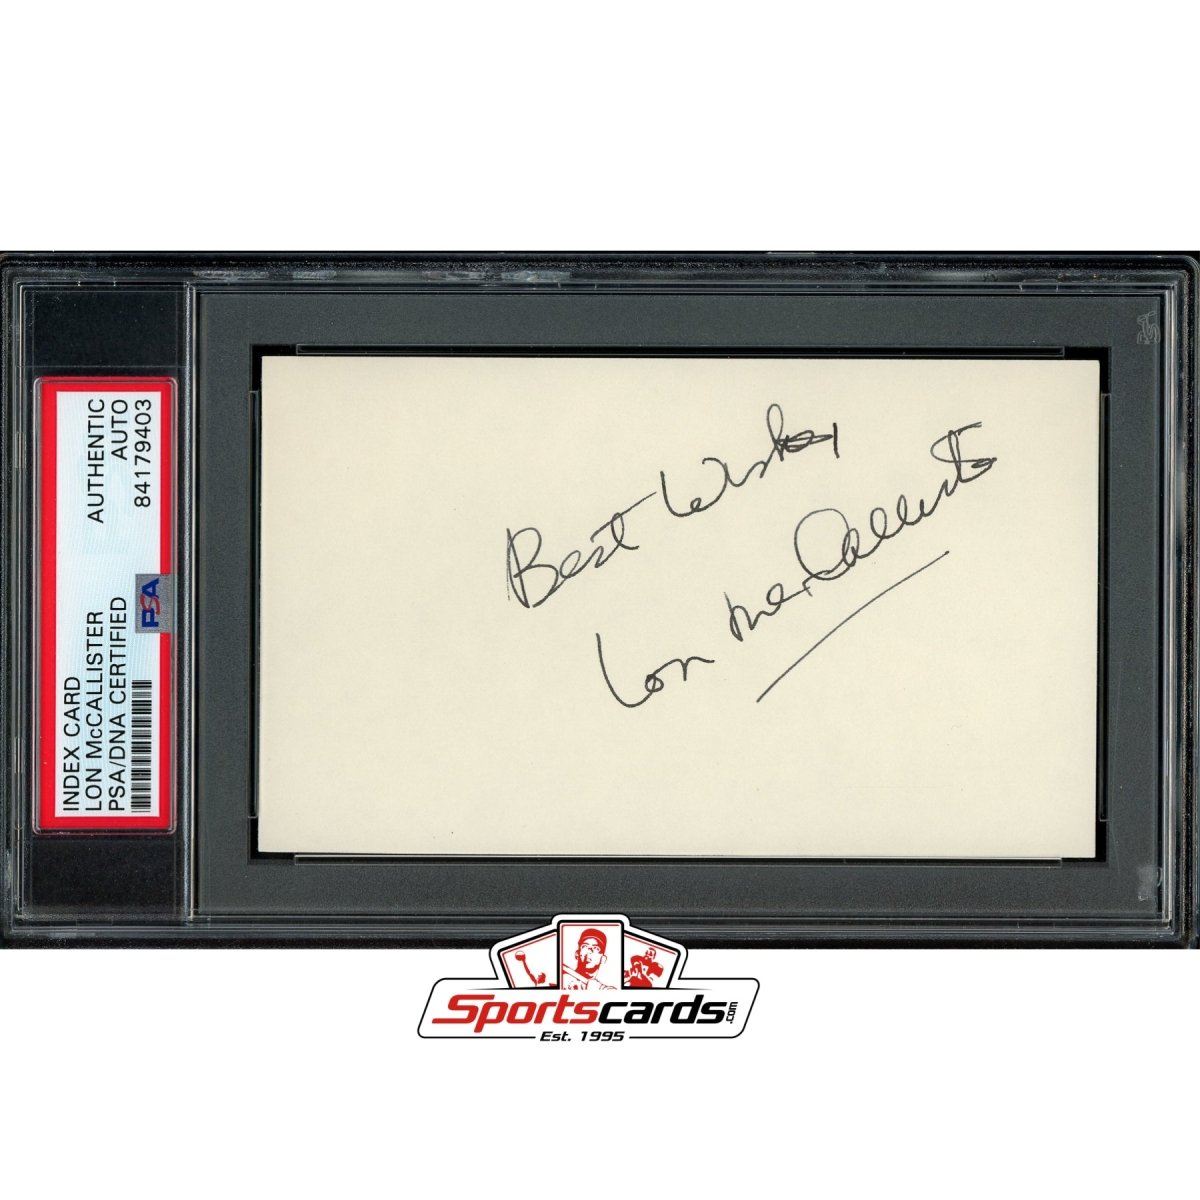 INDEX CARD
LON McCALLISTER
PSA/DNA CERTIFIED
AUTHENTIC
AUTO
84179403
PSA
Best Wishes
Lon McCallister
Sportscards.com
Est. 1995